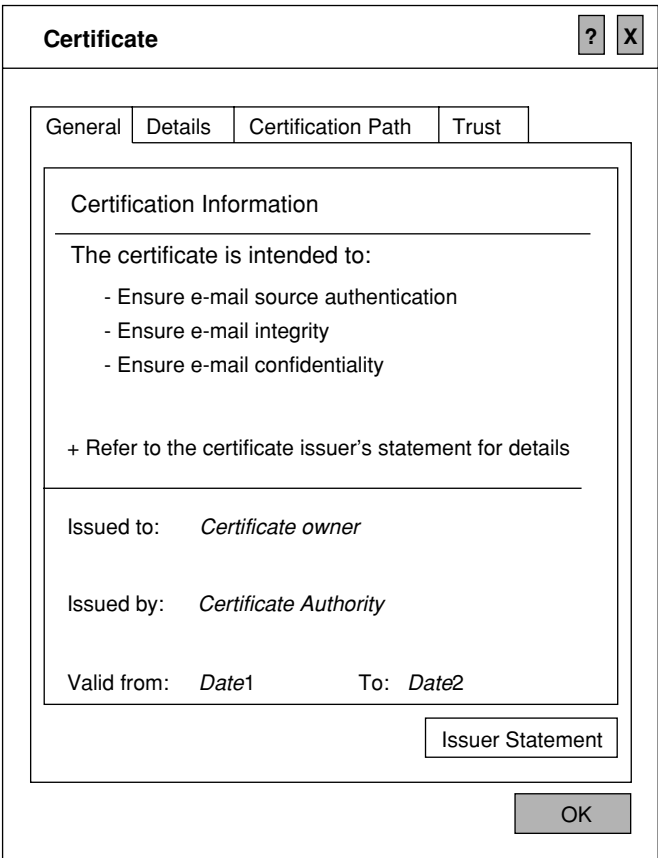 Certificate ? X
General Details Certification Path Trust
Certification Information
The certificate is intended to:
- Ensure e-mail source authentication
- Ensure e-mail integrity
- Ensure e-mail confidentiality
+ Refer to the certificate issuer's statement for details
Issued to: Certificate owner
Issued by: Certificate Authority
Valid from: Date1 To: Date2
Issuer Statement
OK